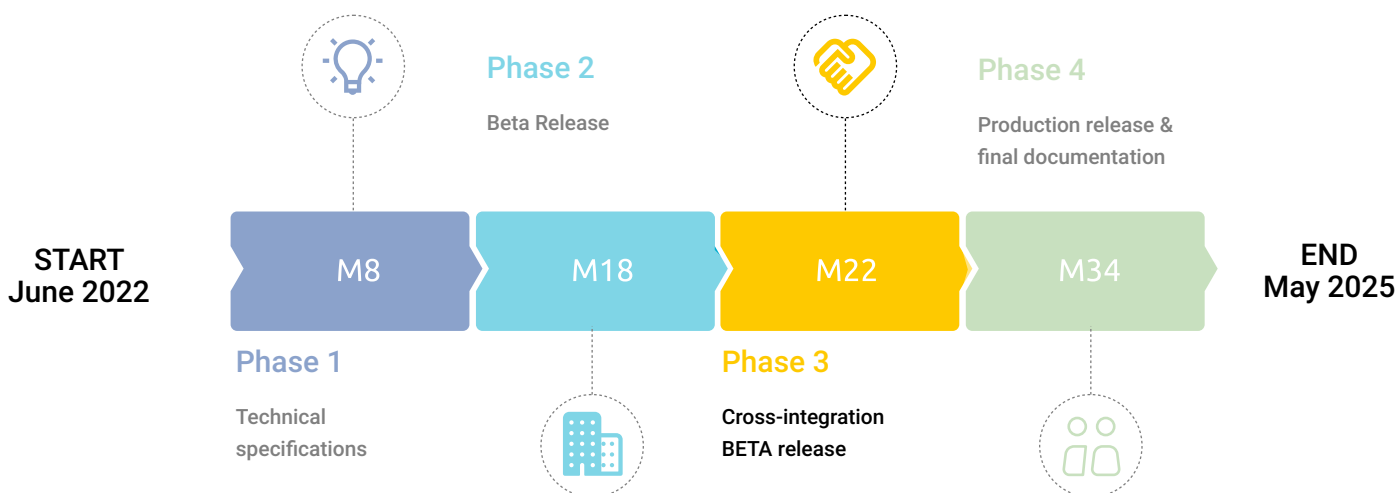 Phase 2
Beta Release
Phase 4
Production release &
final documentation
START
June 2022
M8
M18
M22
M34
END
May 2025
Phase 1
Technical
specifications
Phase 3
Cross-integration
BETA release